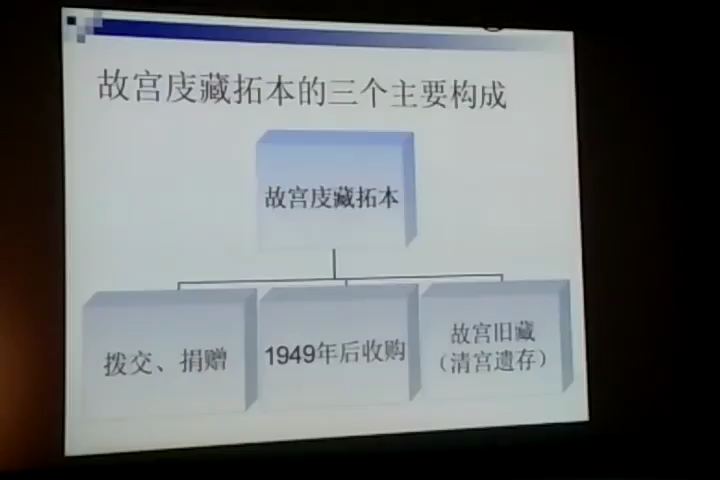 故宫庋藏拓本的三个主要构成
故宫庋藏拓本
拨交、捐赠
1949年后收购
故宫旧藏
（清宫遗存）